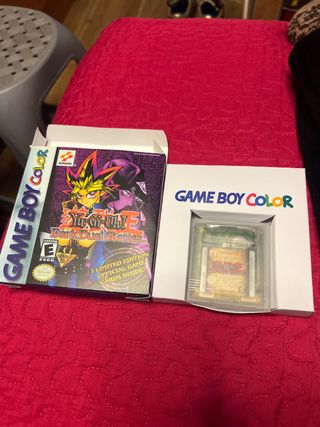 GAME BOY COLOR
KONAMI
Yu-Gi-Oh!
Dark Duel Stories
3 LIMITED EDITION
OFFICIAL GAME
CARDS INSIDE!
E
GAME BOY COLOR